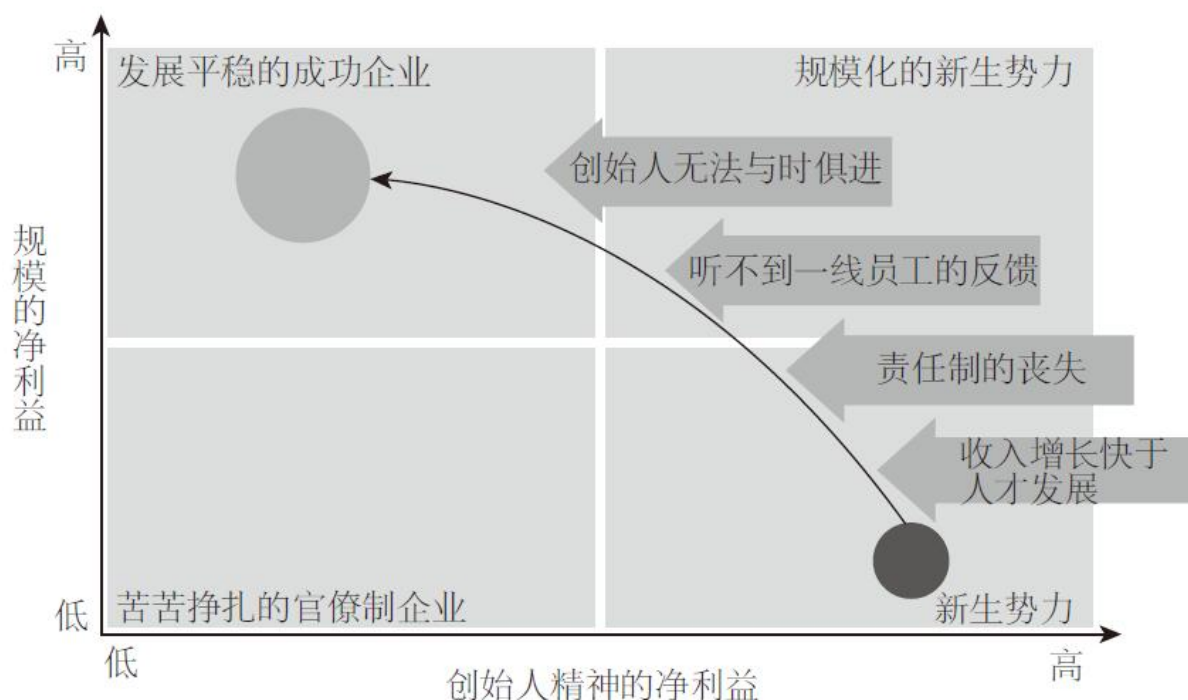 高
发展平稳的成功企业
规模化的新生势力
创始人无法与时俱进
听不到一线员工的反馈
规模的净利益
责任制的丧失
收入增长快于
人才发展
苦苦挣扎的官僚制企业
新生势力
低
低
高
创始人精神的净利益